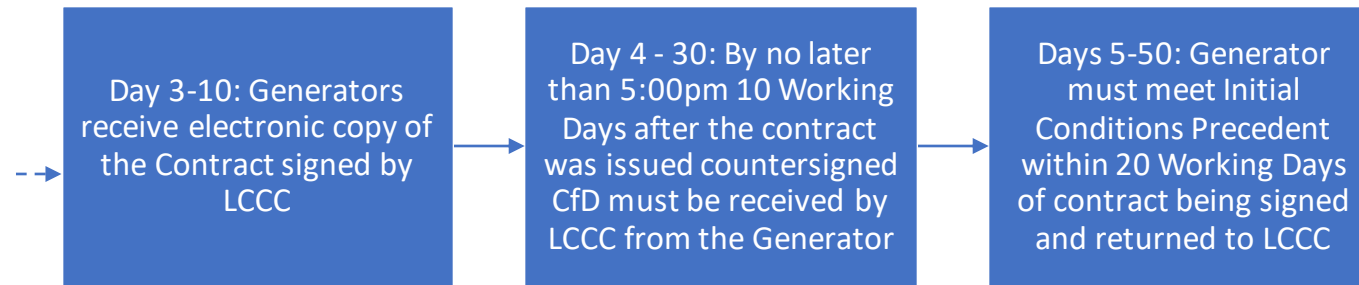 Day 3-10: Generators
receive electronic copy of
the Contract signed by
LCCC
Day 4 - 30: By no later
than 5:00pm 10 Working
Days after the contract
was issued countersigned
CfD must be received by
LCCC from the Generator
Days 5-50: Generator
must meet Initial
Conditions Precedent
within 20 Working Days
of contract being signed
and returned to LCCC